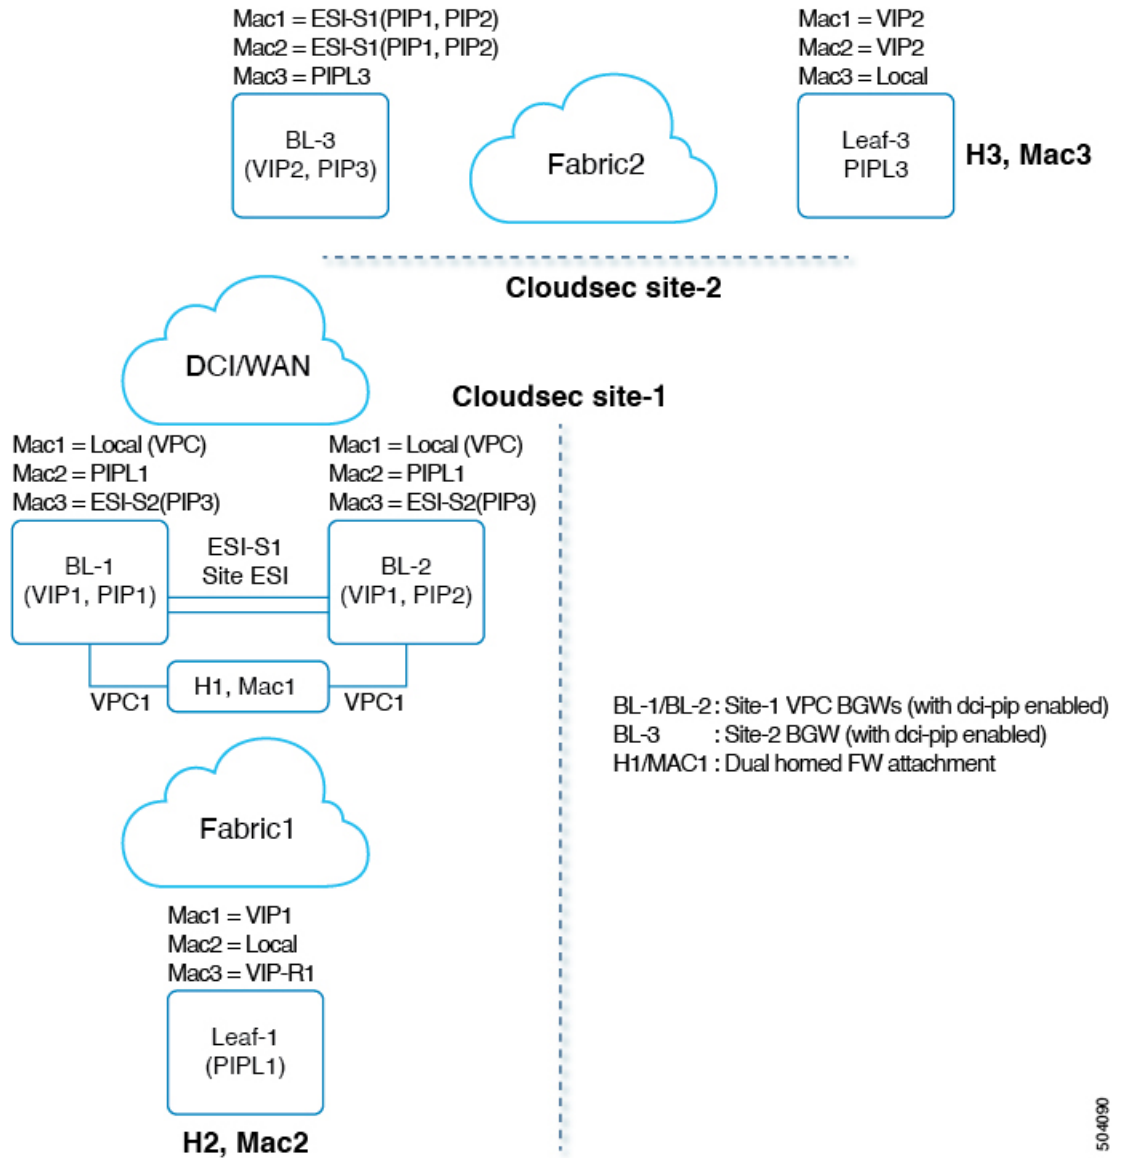 Mac1 = ESI-S1(PIP1, PIP2)
Mac2 = ESI-S1(PIP1, PIP2)
Mac3 = PIPL3
BL-3
(VIP2, PIP3)
Fabric2
Mac1 = VIP2
Mac2 = VIP2
Mac3 = Local
Leaf-3
PIPL3
H3, Mac3
Cloudsec site-2
DCI/WAN
Cloudsec site-1
Mac1 = Local (VPC)
Mac2 = PIPL1
Mac3 = ESI-S2(PIP3)
BL-1
(VIP1, PIP1)
ESI-S1
Site ESI
Mac1 = Local (VPC)
Mac2 = PIPL1
Mac3 = ESI-S2(PIP3)
BL-2
(VIP1, PIP2)
VPC1
H1, Mac1
VPC1
BL-1/BL-2 : Site-1 VPC BGWs (with dci-pip enabled)
BL-3 : Site-2 BGW (with dci-pip enabled)
H1/MAC1 : Dual homed FW attachment
Fabric1
Mac1 = VIP1
Mac2 = Local
Mac3 = VIP-R1
Leaf-1
(PIPL1)
H2, Mac2
504090